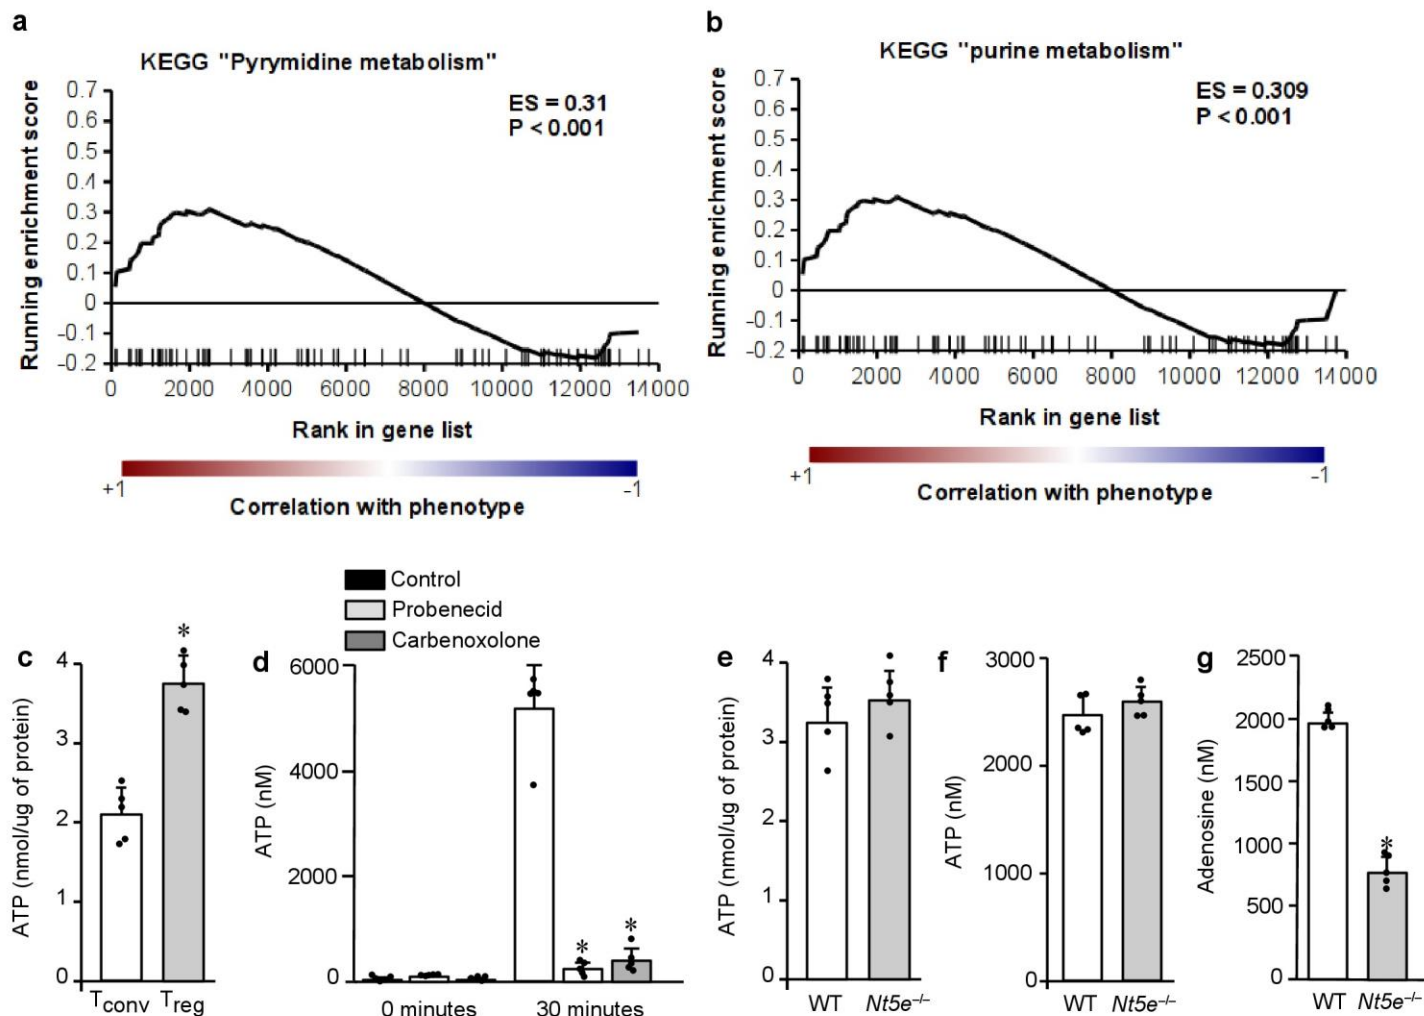 a
KEGG "Pyrymidine metabolism"
ES = 0.31
P < 0.001
Running enrichment score
0.7
0.6
0.5
0.4
0.3
0.2
0.1
0
-0.1
-0.2
0 2000 4000 6000 8000 10000 12000 14000
Rank in gene list
+1 -1
Correlation with phenotype
b
KEGG "purine metabolism"
ES = 0.309
P < 0.001
Running enrichment score
0.7
0.6
0.5
0.4
0.3
0.2
0.1
0
-0.1
-0.2
0 2000 4000 6000 8000 10000 12000 14000
Rank in gene list
+1 -1
Correlation with phenotype
c
ATP (nmol/ug of protein)
4
3
2
1
0
*
Tconv Treg
Control
Probenecid
Carbenoxolone
d
ATP (nM)
6000
4000
2000
0
* *
0 minutes 30 minutes
e
ATP (nmol/ug of protein)
4
3
2
1
0
WT Nt5e–/–
f
ATP (nM)
3000
2000
1000
0
WT Nt5e–/–
g
Adenosine (nM)
2500
2000
1500
1000
500
0
*
WT Nt5e–/–